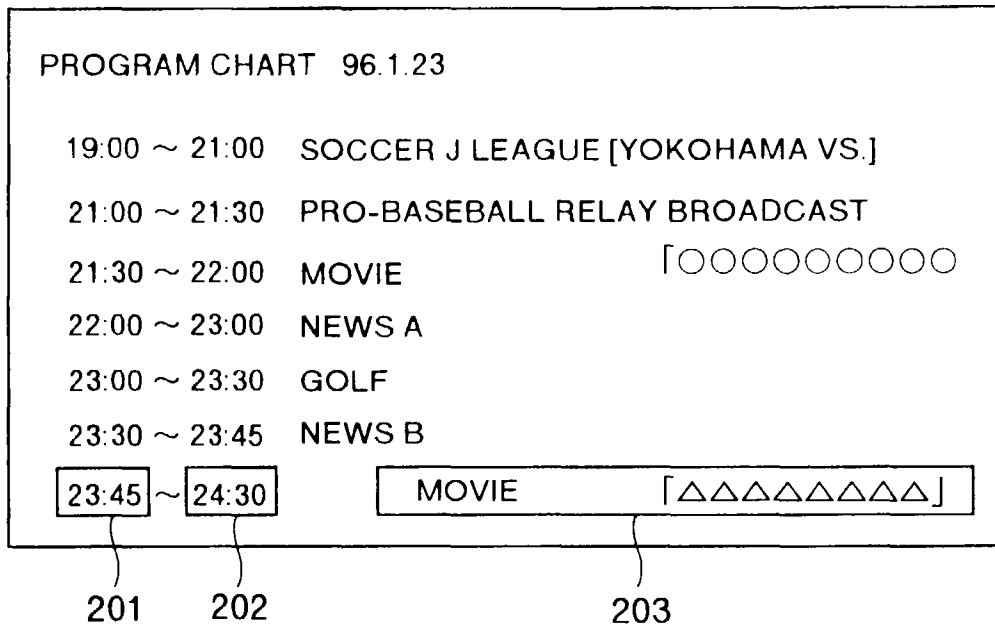 PROGRAM CHART 96.1.23
19:00 ~ 21:00 SOCCER J LEAGUE [YOKOHAMA VS.]
21:00 ~ 21:30 PRO-BASEBALL RELAY BROADCAST
21:30 ~ 22:00 MOVIE 「○○○○○○○○○
22:00 ~ 23:00 NEWS A
23:00 ~ 23:30 GOLF
23:30 ~ 23:45 NEWS B
23:45 ~ 24:30 MOVIE 「△△△△△△△△」
201 202 203